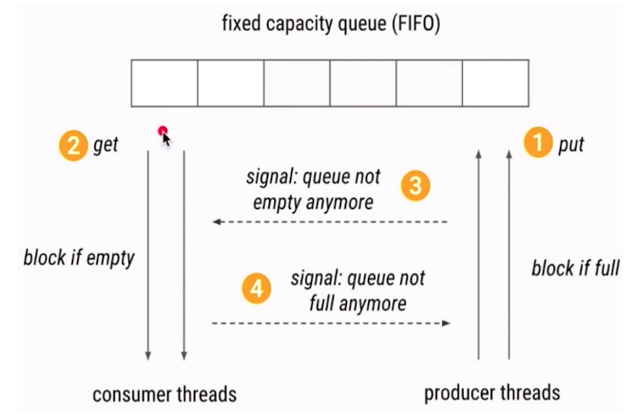 fixed capacity queue (FIFO)
2 get
1 put
signal: queue not
empty anymore
3
block if empty
block if full
4
signal: queue not
full anymore
consumer threads
producer threads